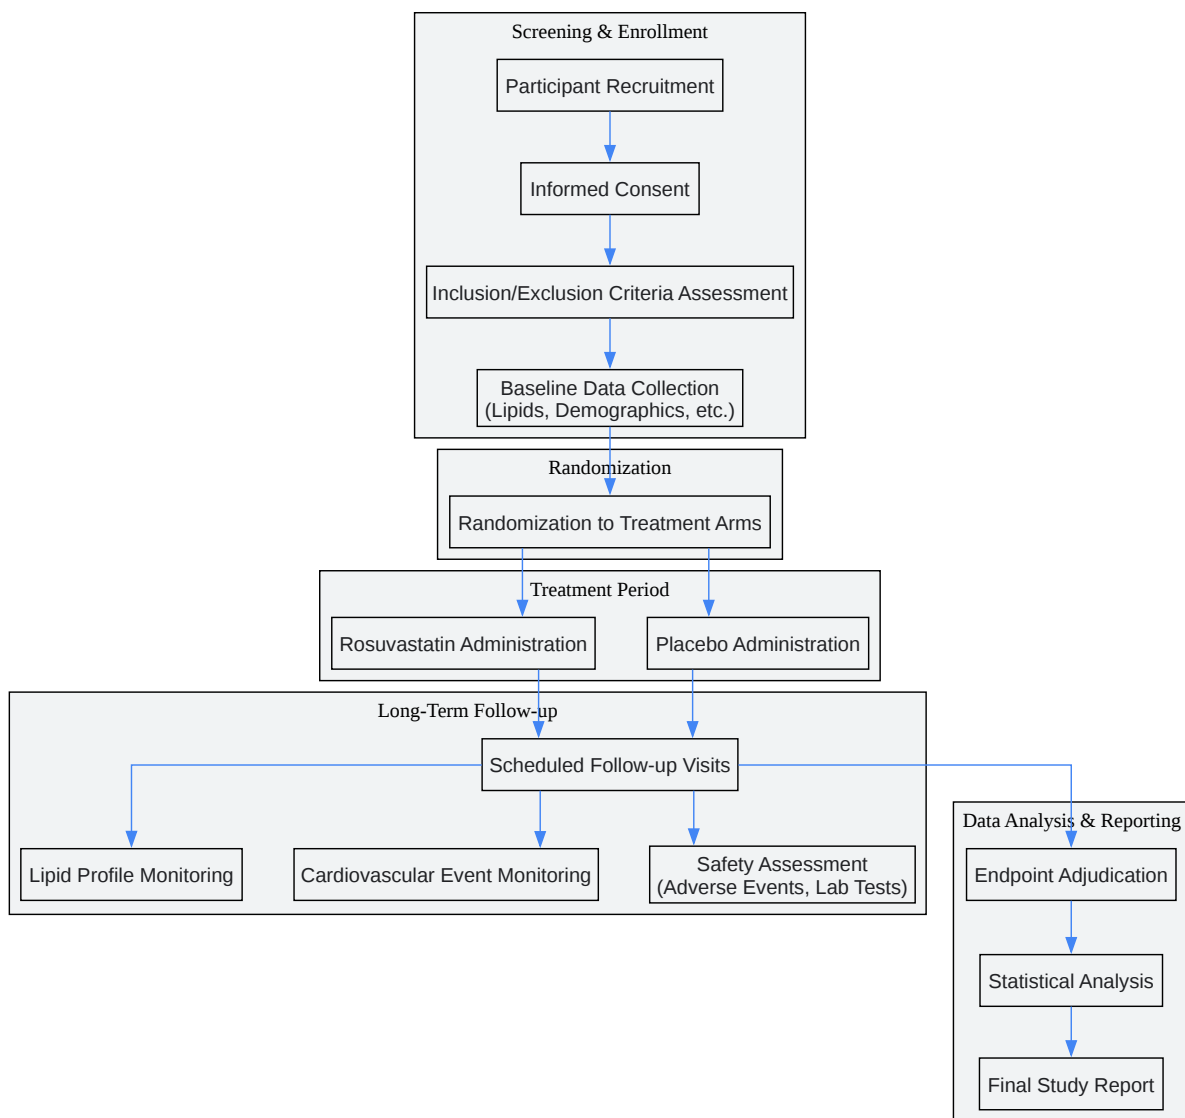 Screening & Enrollment
Participant Recruitment
Informed Consent
Inclusion/Exclusion Criteria Assessment
Baseline Data Collection
(Lipids, Demographics, etc.)
Randomization
Randomization to Treatment Arms
Treatment Period
Rosuvastatin Administration
Placebo Administration
Long-Term Follow-up
Scheduled Follow-up Visits
Lipid Profile Monitoring
Cardiovascular Event Monitoring
Safety Assessment
(Adverse Events, Lab Tests)
Data Analysis & Reporting
Endpoint Adjudication
Statistical Analysis
Final Study Report